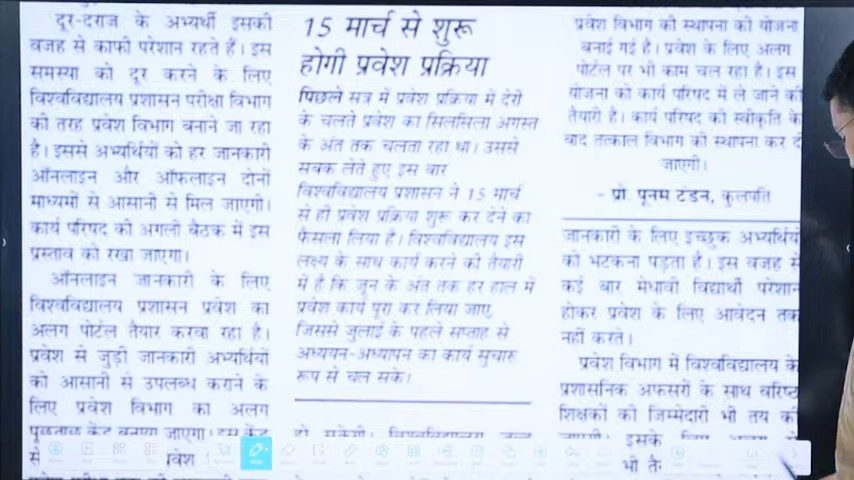 दूर-दराज के अभ्यर्थी इसकी
वजह से काफी परेशान रहते हैं। इस
समस्या को दूर करने के लिए
विश्वविद्यालय प्रशासन परीक्षा विभाग
की तरह प्रवेश विभाग बनाने जा रहा
है। इससे अभ्यर्थियों को हर जानकारी
ऑनलाइन और ऑफलाइन दोनों
माध्यमों से आसानी से मिल जाएगी।
कार्य परिषद की अगली बैठक में इस
प्रस्ताव को रखा जाएगा।
ऑनलाइन जानकारी के लिए
विश्वविद्यालय प्रशासन प्रवेश का
अलग पोर्टल तैयार करवा रहा है।
प्रवेश से जुड़ी जानकारी अभ्यर्थियों
को आसानी से उपलब्ध कराने के
लिए प्रवेश विभाग का अलग
पूछताछ केंद्र बनाया जाएगा। इस केंद्र
से
15 मार्च से शुरू
होगी प्रवेश प्रक्रिया
पिछले सत्र में प्रवेश प्रक्रिया में देरी
के चलते प्रवेश का सिलसिला अगस्त
के अंत तक चलता रहा था। उससे
सबक लेते हुए इस बार
विश्वविद्यालय प्रशासन ने 15 मार्च
से ही प्रवेश प्रक्रिया शुरू कर देने का
फैसला लिया है। विश्वविद्यालय इस
लक्ष्य के साथ कार्य करने की तैयारी
में है कि जून के अंत तक हर हाल में
प्रवेश कार्य पूरा कर लिया जाए
जिससे जुलाई के पहले सप्ताह से
अध्ययन-अध्यापन का कार्य सुचारु
रूप से चल सके।
प्रवेश विभाग की स्थापना की योजना
बनाई गई है। प्रवेश के लिए अलग
पोर्टल पर भी काम चल रहा है। इस
योजना को कार्य परिषद में ले जाने की
तैयारी है। कार्य परिषद की स्वीकृति के
बाद तत्काल विभाग की स्थापना कर दी
जाएगी।
- प्रो. पूनम टंडन, कुलपति
जानकारी के लिए इच्छुक अभ्यर्थियों
को भटकना पड़ता है। इस वजह से
कई बार मेधावी विद्यार्थी परेशान
होकर प्रवेश के लिए आवेदन तक
नहीं करते।
प्रवेश विभाग में विश्वविद्यालय के
प्रशासनिक अफसरों के साथ वरिष्ठ
शिक्षकों की जिम्मेदारी भी तय की
जाएगी। इसके
भी